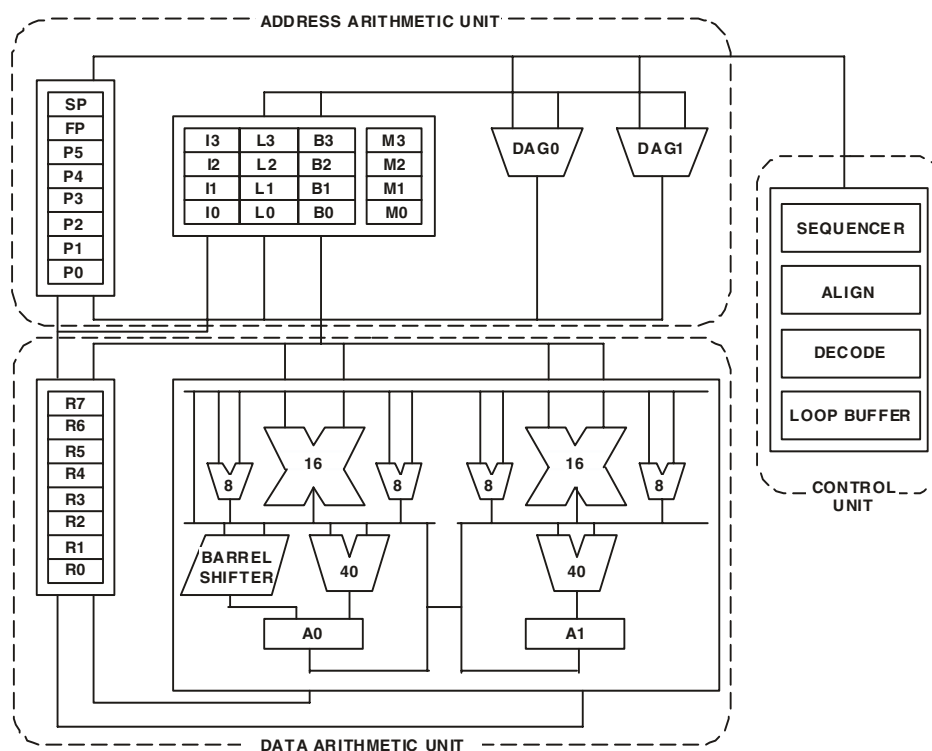 ADDRESS ARITHMETIC UNIT
SP
FP
P5
P4
P3
P2
P1
P0
I3 L3 B3 M3
I2 L2 B2 M2
I1 L1 B1 M1
I0 L0 B0 M0
DAG0
DAG1
SEQUENCER
ALIGN
DECODE
LOOP BUFFER
CONTROL
UNIT
R7
R6
R5
R4
R3
R2
R1
R0
8
16
8
8
16
8
BARREL
SHIFTER
40
40
A0
A1
DATA ARITHMETIC UNIT